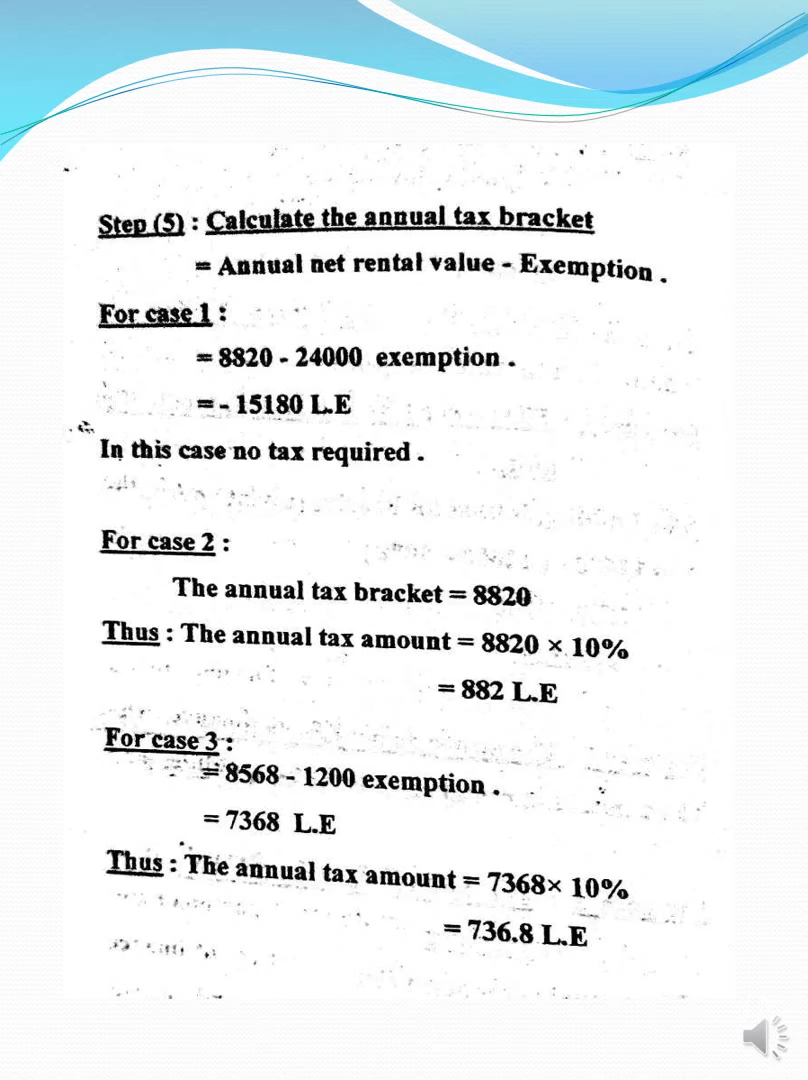 Step (5) : Calculate the annual tax bracket
= Annual net rental value - Exemption .
For case 1 :
= 8820 - 24000 exemption .
= - 15180 L.E
In this case no tax required .
For case 2 :
The annual tax bracket = 8820
Thus : The annual tax amount = 8820 × 10%
= 882 L.E
For case 3 :
= 8568 - 1200 exemption .
= 7368 L.E
Thus : The annual tax amount = 7368× 10%
= 736.8 L.E